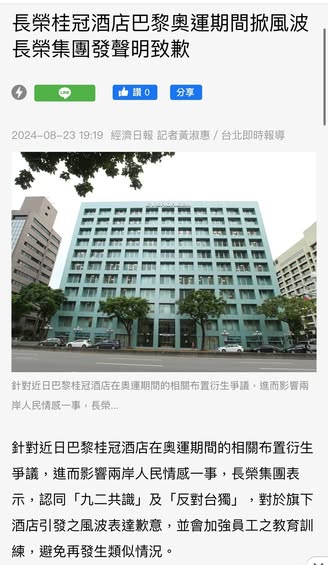 長榮桂冠酒店巴黎奧運期間掀風波
長榮集團發聲明致歉
LINE
讚 0
分享
2024-08-23 19:19 經濟日報 記者黃淑惠/台北即時報導
針對近日巴黎桂冠酒店在奧運期間的相關布置衍生爭議,進而影響兩
岸人民情感一事,長榮...
針對近日巴黎桂冠酒店在奧運期間的相關布置衍生
爭議,進而影響兩岸人民情感一事,長榮集團表
示,認同「九二共識」及「反對台獨」,對於旗下
酒店引發之風波表達歉意,並會加強員工之教育訓
練,避免再發生類似情況。